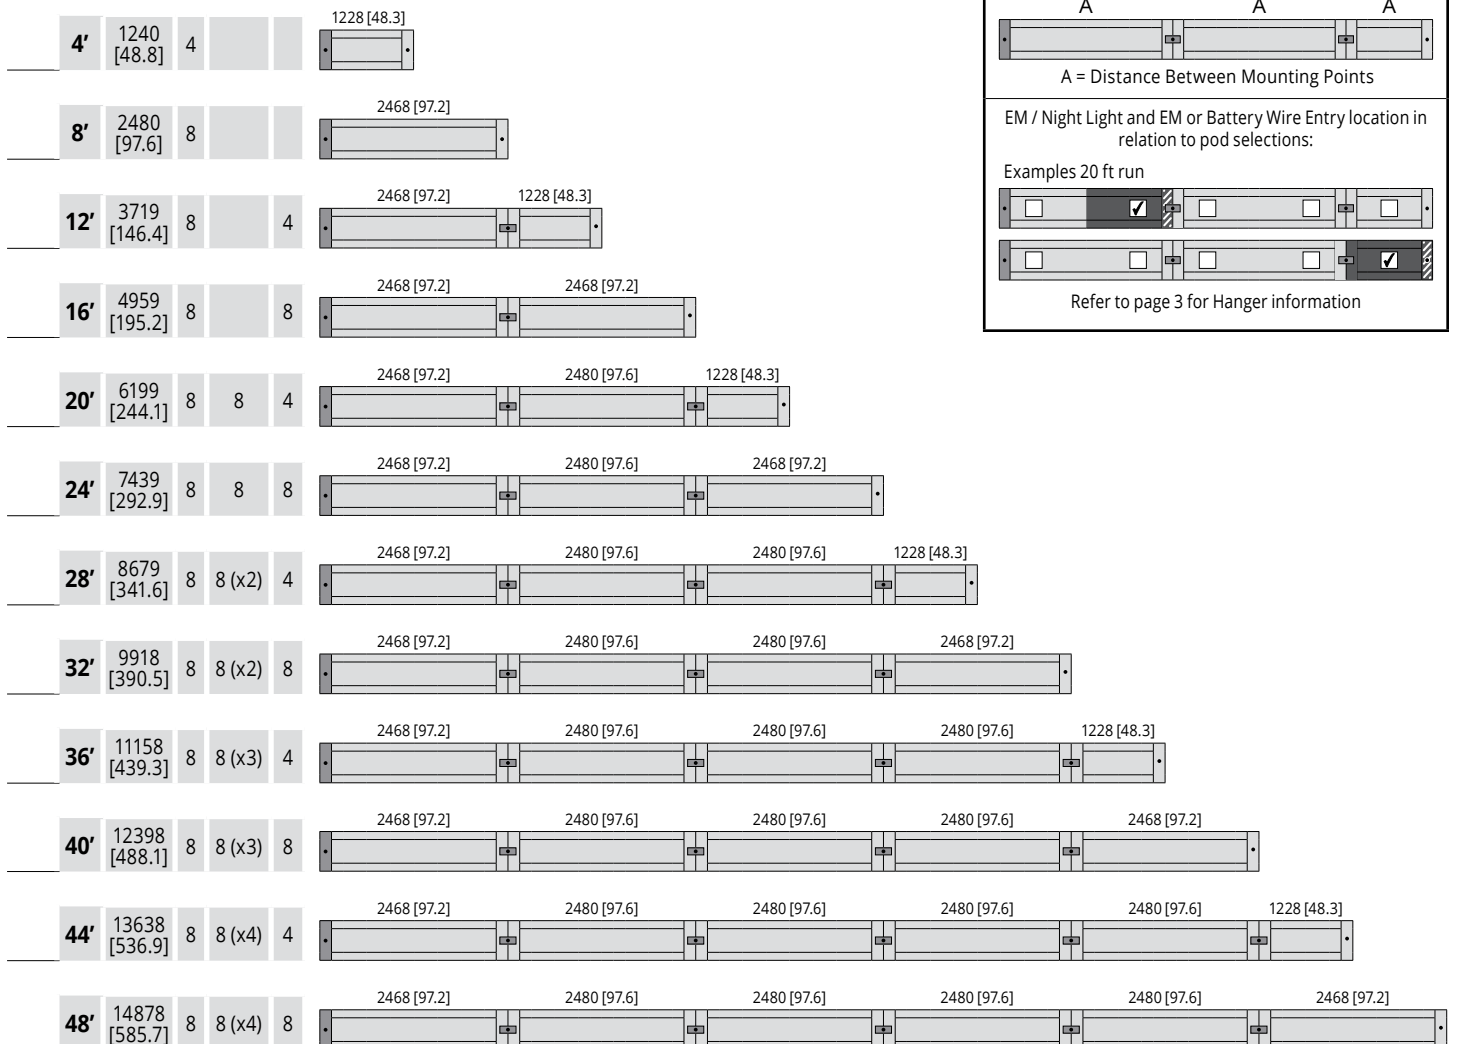 4’ 1240 [48.8] 4
1228 [48.3]
8’ 2480 [97.6] 8
2468 [97.2]
12’ 3719 [146.4] 8 4
2468 [97.2] 1228 [48.3]
16’ 4959 [195.2] 8 8
2468 [97.2] 2468 [97.2]
20’ 6199 [244.1] 8 8 4
2468 [97.2] 2480 [97.6] 1228 [48.3]
24’ 7439 [292.9] 8 8 8
2468 [97.2] 2480 [97.6] 2468 [97.2]
28’ 8679 [341.6] 8 8 (x2) 4
2468 [97.2] 2480 [97.6] 2480 [97.6] 1228 [48.3]
32’ 9918 [390.5] 8 8 (x2) 8
2468 [97.2] 2480 [97.6] 2480 [97.6] 2468 [97.2]
36’ 11158 [439.3] 8 8 (x3) 4
2468 [97.2] 2480 [97.6] 2480 [97.6] 2480 [97.6] 1228 [48.3]
40’ 12398 [488.1] 8 8 (x3) 8
2468 [97.2] 2480 [97.6] 2480 [97.6] 2480 [97.6] 2468 [97.2]
44’ 13638 [536.9] 8 8 (x4) 4
2468 [97.2] 2480 [97.6] 2480 [97.6] 2480 [97.6] 2480 [97.6] 1228 [48.3]
48’ 14878 [585.7] 8 8 (x4) 8
2468 [97.2] 2480 [97.6] 2480 [97.6] 2480 [97.6] 2480 [97.6] 2468 [97.2]
A A A
A = Distance Between Mounting Points
EM / Night Light and EM or Battery Wire Entry location in
relation to pod selections:
Examples 20 ft run
Refer to page 3 for Hanger information